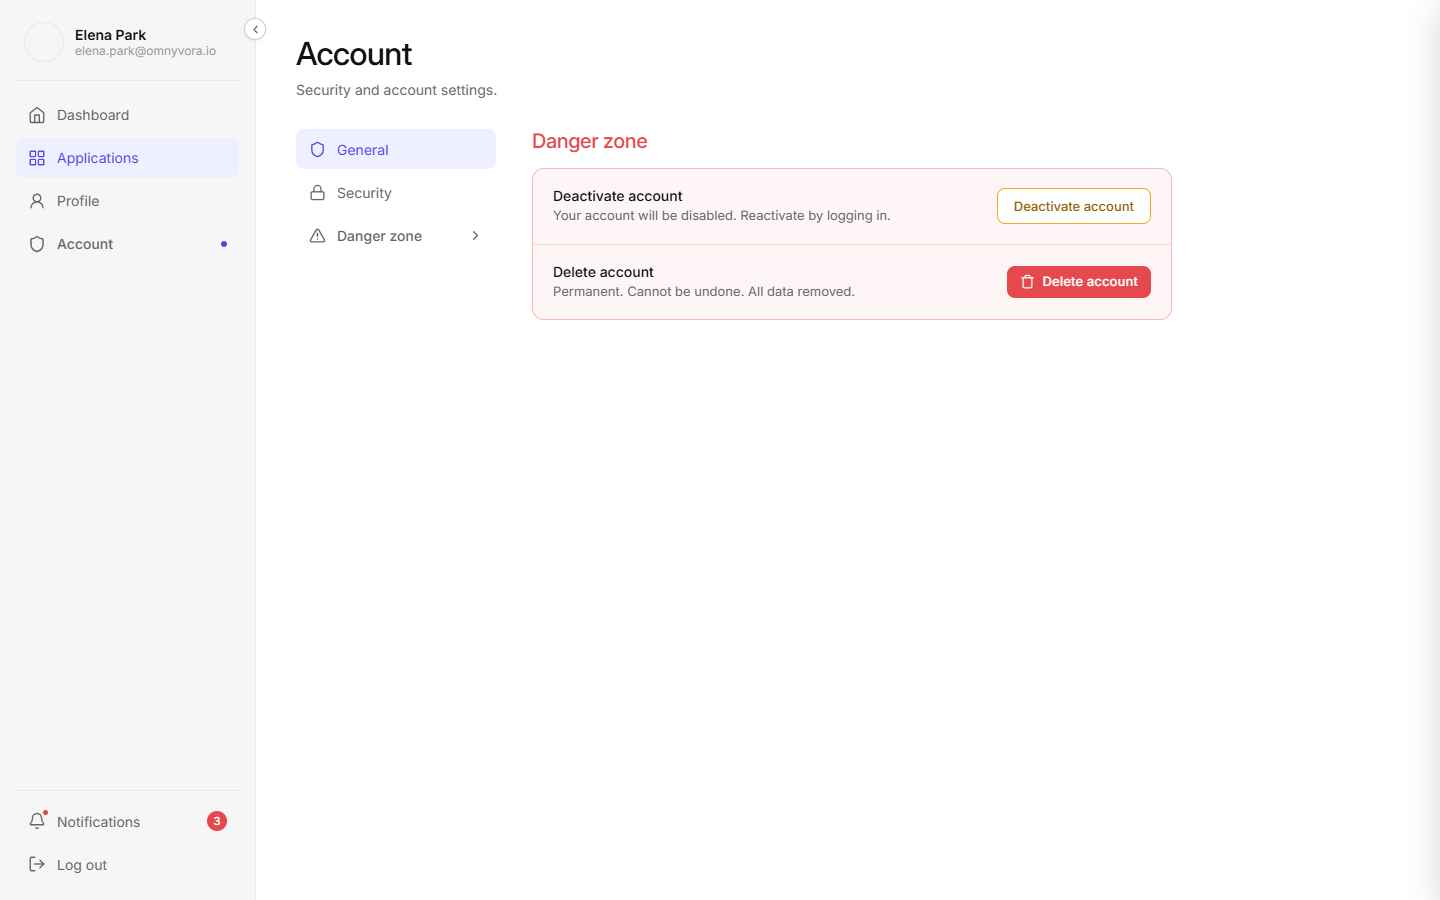 Elena Park
elena.park@omnyvora.io
Dashboard
Applications
Profile
Account
Notifications
3
Log out
Account
Security and account settings.
General
Security
Danger zone
Danger zone
Deactivate account
Your account will be disabled. Reactivate by logging in.
Deactivate account
Delete account
Permanent. Cannot be undone. All data removed.
Delete account